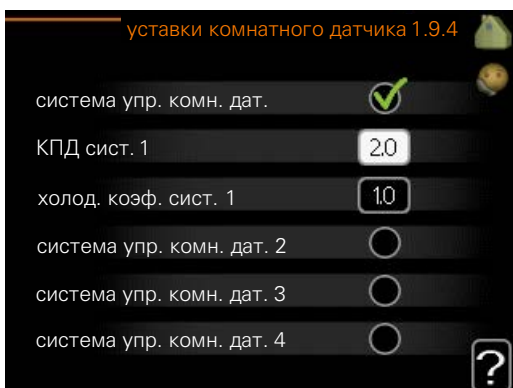 уставки комнатного датчика 1.9.4
система упр. комн. дат.
КПД сист. 1 2.0
холод. коэф. сист. 1 1.0
система упр. комн. дат. 2
система упр. комн. дат. 3
система упр. комн. дат. 4
?